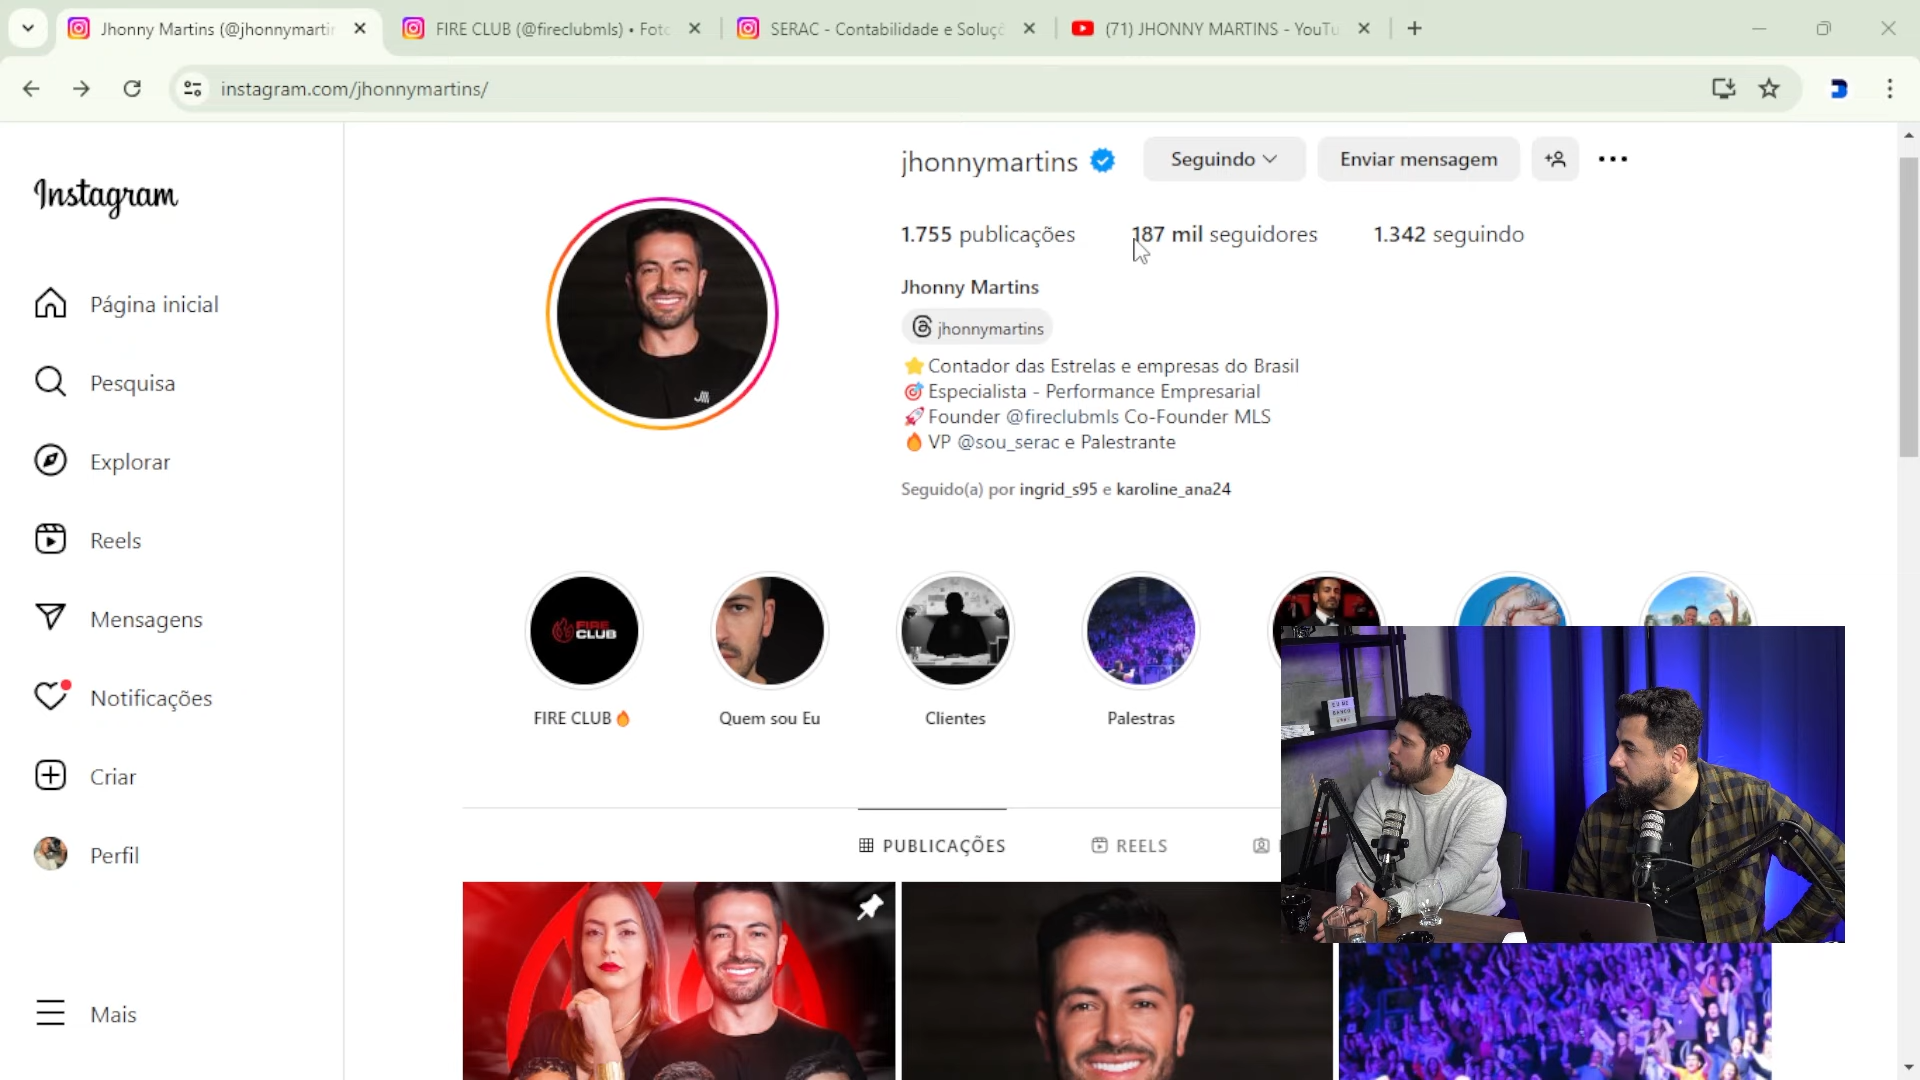 Jhonny Martins (@jhonnymartir
FIRE CLUB (@fireclubmls) • Foto
SERAC - Contabilidade e Soluçõ
(71) JHONNY MARTINS - YouTu
instagram.com/jhonnymartins/
Instagram
Página inicial
Pesquisa
Explorar
Reels
Mensagens
Notificações
Criar
Perfil
Mais
jhonnymartins
Seguindo
Enviar mensagem
1.755 publicações
187 mil seguidores
1.342 seguindo
Jhonny Martins
jhonnymartins
Contador das Estrelas e empresas do Brasil
Especialista - Performance Empresarial
Founder @fireclubmls Co-Founder MLS
VP @sou_serac e Palestrante
Seguido(a) por ingrid_s95 e karoline_ana24
FIRE
CLUB
FIRE CLUB
Quem sou Eu
Clientes
Palestras
PUBLICAÇÕES
REELS